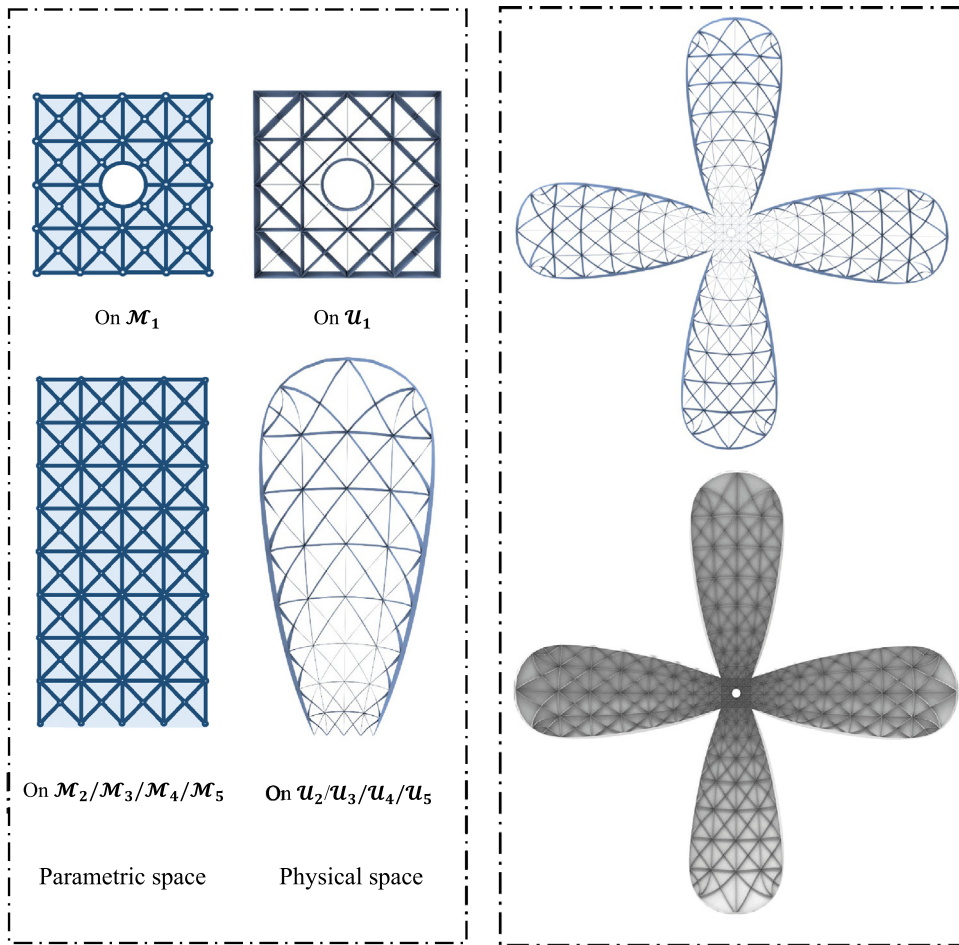 On 𝓜₁
On 𝓤₁
On 𝓜₂/𝓜₃/𝓜₄/𝓜₅
On 𝓤₂/𝓤₃/𝓤₄/𝓤₅
Parametric space
Physical space